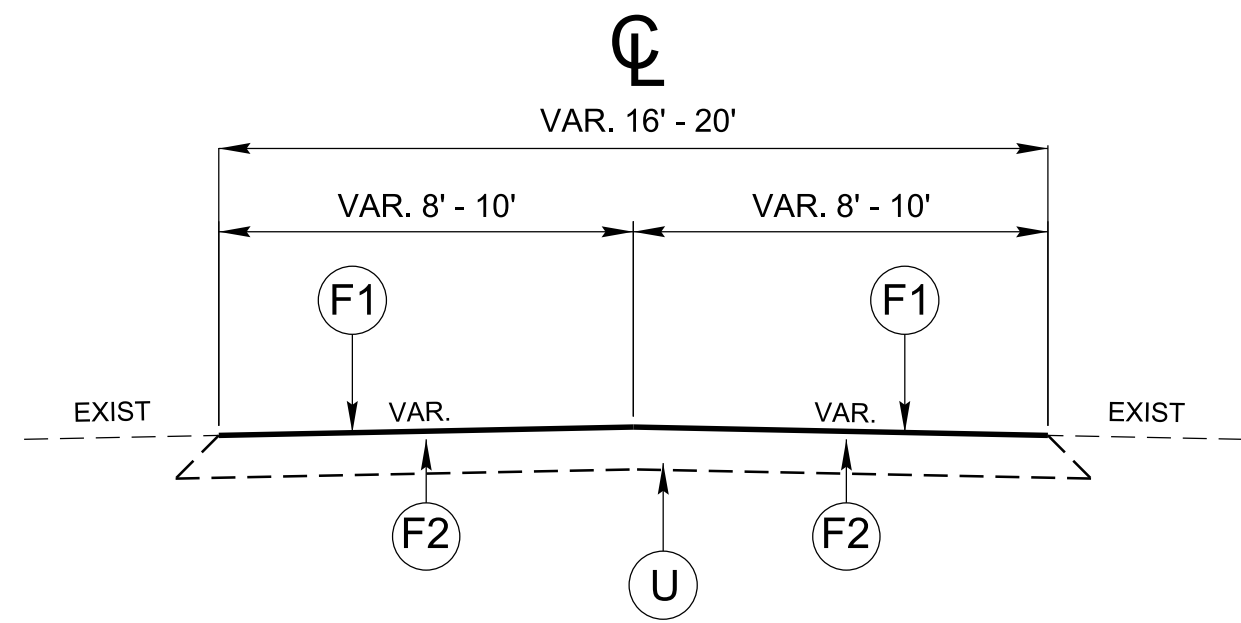 ℄
VAR. 16' - 20'
VAR. 8' - 10' VAR. 8' - 10'
F1 F1
EXIST VAR. VAR. EXIST
F2 F2
U